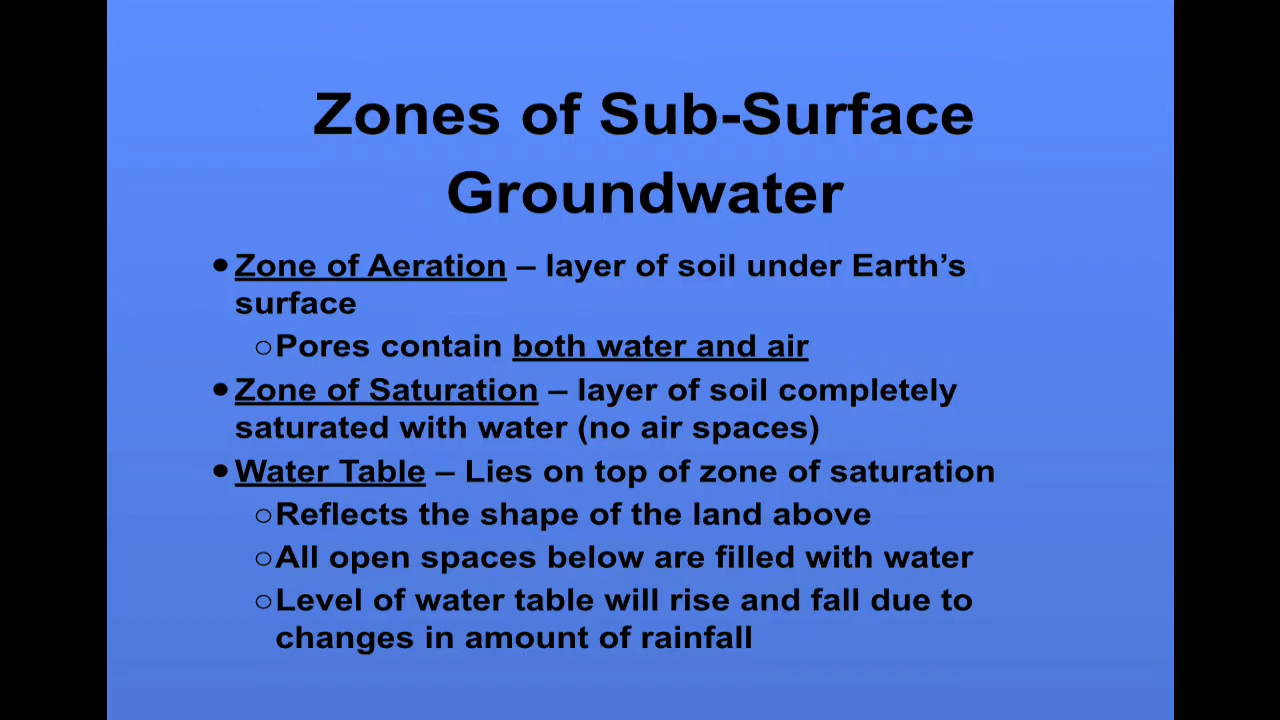 Zones of Sub-Surface
Groundwater
●Zone of Aeration – layer of soil under Earth’s
surface
○Pores contain both water and air
●Zone of Saturation – layer of soil completely
saturated with water (no air spaces)
●Water Table – Lies on top of zone of saturation
○Reflects the shape of the land above
○All open spaces below are filled with water
○Level of water table will rise and fall due to
changes in amount of rainfall